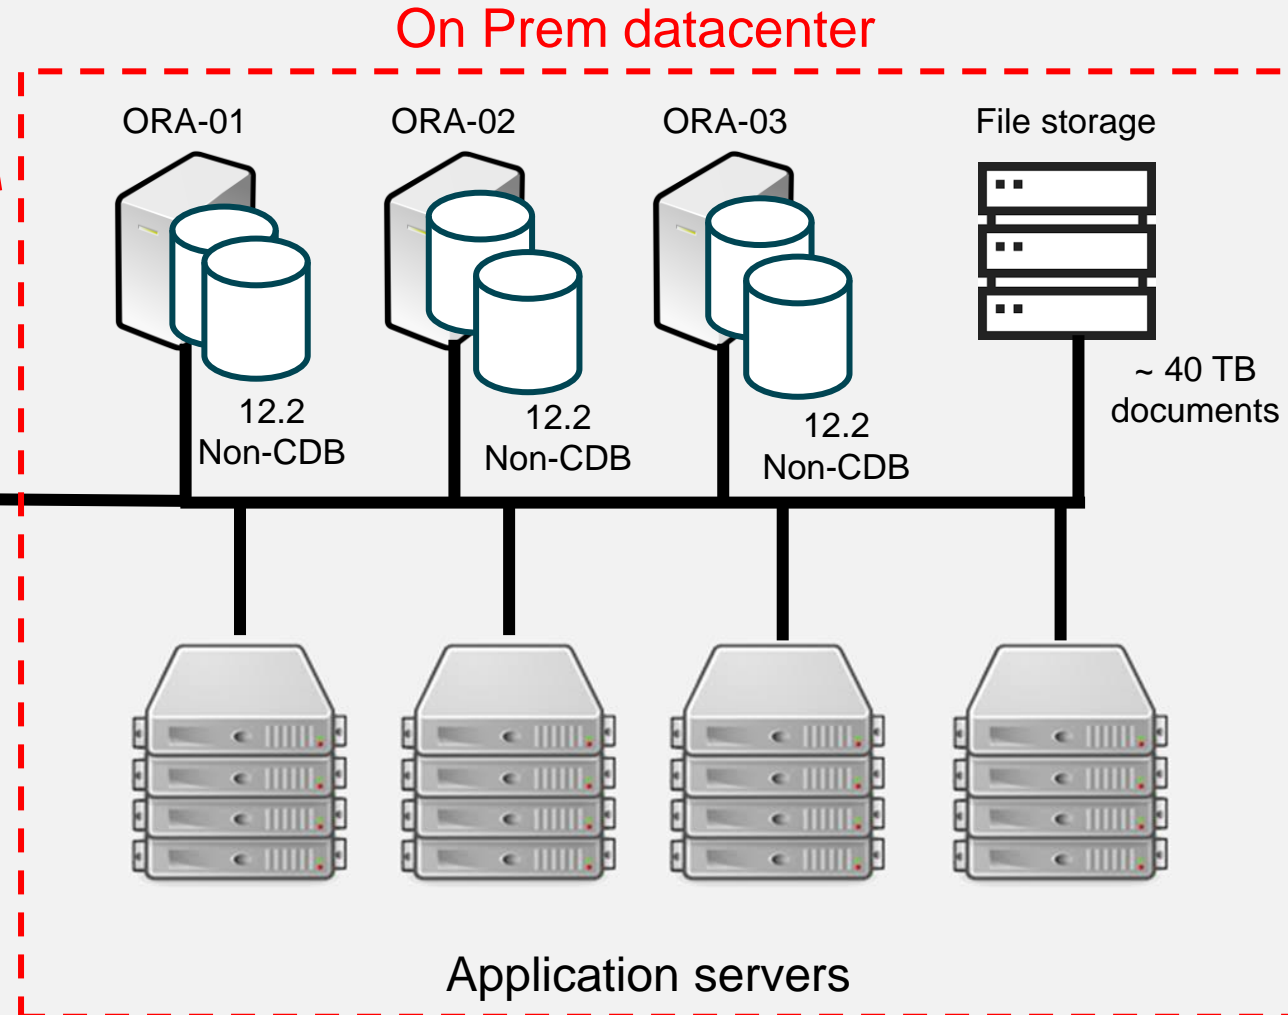 On Prem datacenter
ORA-01
ORA-02
ORA-03
File storage
~ 40 TB
documents
12.2
Non-CDB
12.2
Non-CDB
12.2
Non-CDB
Application servers